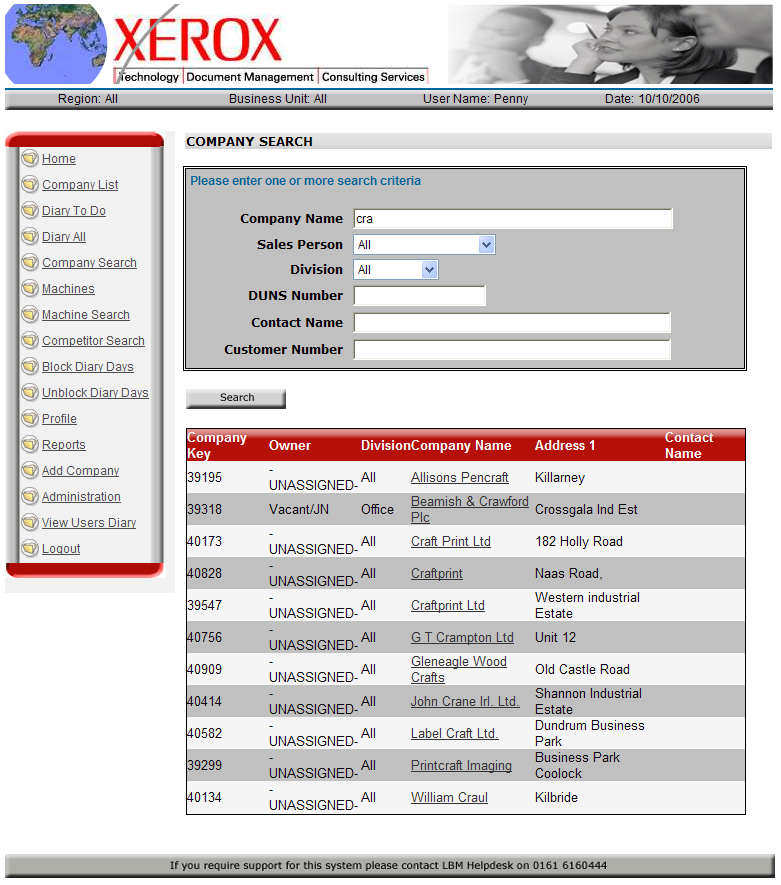 XEROX
Technology Document Management Consulting Services
Region: All Business Unit: All User Name: Penny Date: 10/10/2006
Home
Company List
Diary To Do
Diary All
Company Search
Machines
Machine Search
Competitor Search
Block Diary Days
Unblock Diary Days
Profile
Reports
Add Company
Administration
View Users Diary
Logout
COMPANY SEARCH
Please enter one or more search criteria
Company Name cra
Sales Person All
Division All
DUNS Number
Contact Name
Customer Number
Search
Company Key Owner Division Company Name Address 1 Contact Name
39195 -UNASSIGNED- All Allisons Pencraft Killarney
39318 Vacant/JN Office Beamish & Crawford Plc Crossgala Ind Est
40173 -UNASSIGNED- All Craft Print Ltd 182 Holly Road
40828 -UNASSIGNED- All Craftprint Naas Road,
39547 -UNASSIGNED- All Craftprint Ltd Western industrial Estate
40756 -UNASSIGNED- All G T Crampton Ltd Unit 12
40909 -UNASSIGNED- All Gleneagle Wood Crafts Old Castle Road
40414 -UNASSIGNED- All John Crane Irl. Ltd. Shannon Industrial Estate
40582 -UNASSIGNED- All Label Craft Ltd. Dundrum Business Park
39299 -UNASSIGNED- All Printcraft Imaging Business Park Coolock
40134 -UNASSIGNED- All William Craul Kilbride
If you require support for this system please contact LBM Helpdesk on 0161 6160444